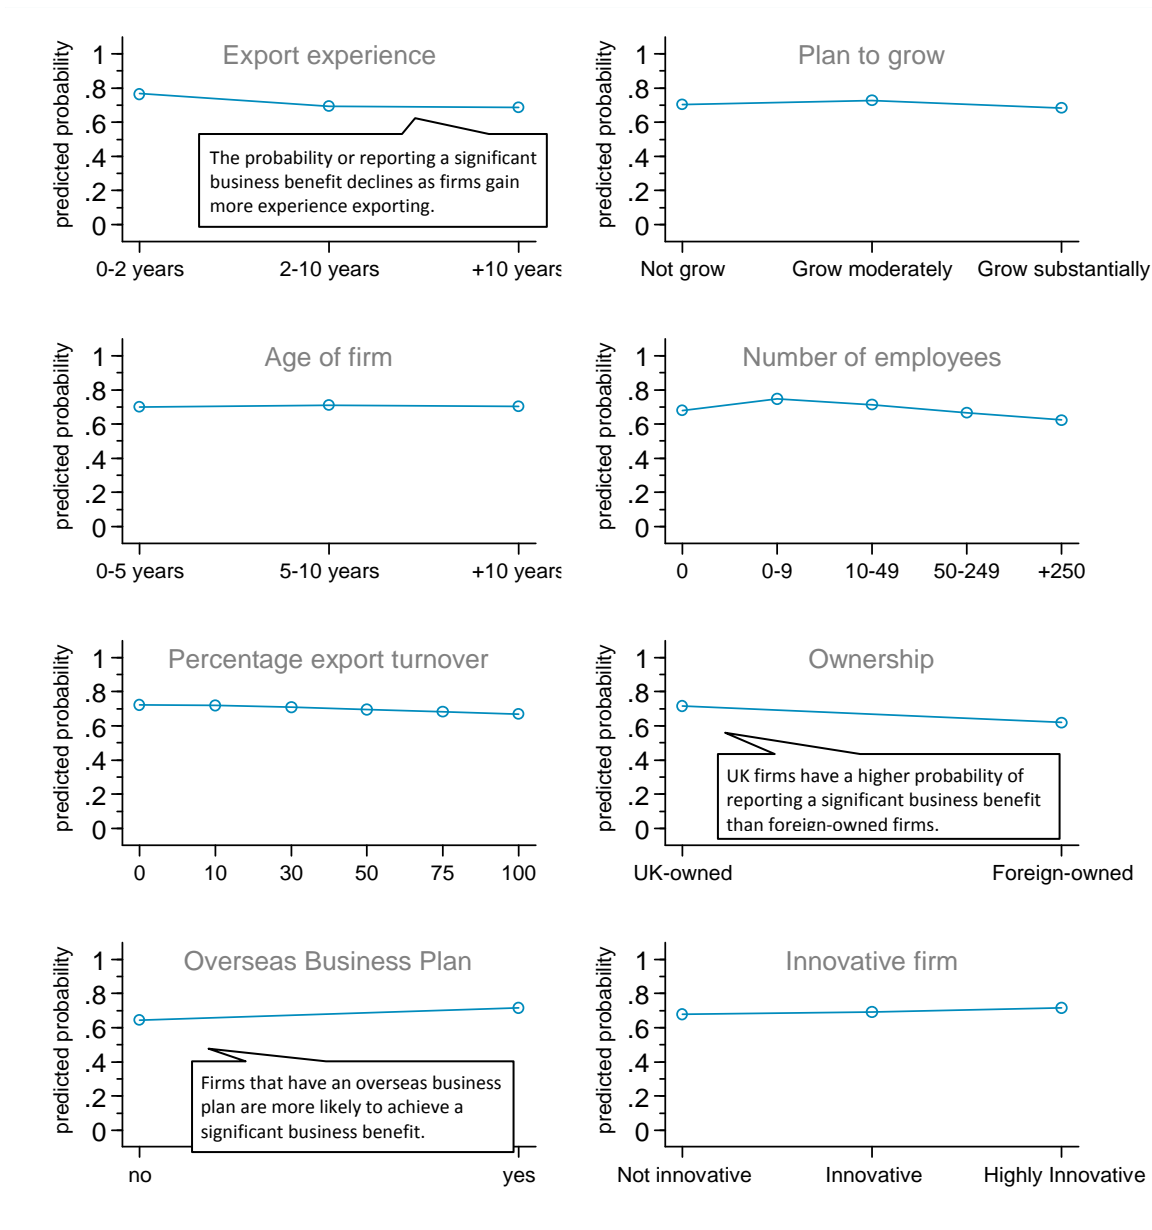 Export experience
predicted probability
1
.8
.6
.4
.2
0
The probability or reporting a significant
business benefit declines as firms gain
more experience exporting.
0-2 years 2-10 years +10 years
Plan to grow
predicted probability
1
.8
.6
.4
.2
0
Not grow Grow moderately Grow substantially
Age of firm
predicted probability
1
.8
.6
.4
.2
0
0-5 years 5-10 years +10 years
Number of employees
predicted probability
1
.8
.6
.4
.2
0
0 0-9 10-49 50-249 +250
Percentage export turnover
predicted probability
1
.8
.6
.4
.2
0
0 10 30 50 75 100
Ownership
predicted probability
1
.8
.6
.4
.2
0
UK firms have a higher probability of
reporting a significant business benefit
than foreign-owned firms.
UK-owned Foreign-owned
Overseas Business Plan
predicted probability
1
.8
.6
.4
.2
0
Firms that have an overseas business
plan are more likely to achieve a
significant business benefit.
no yes
Innovative firm
predicted probability
1
.8
.6
.4
.2
0
Not innovative Innovative Highly Innovative